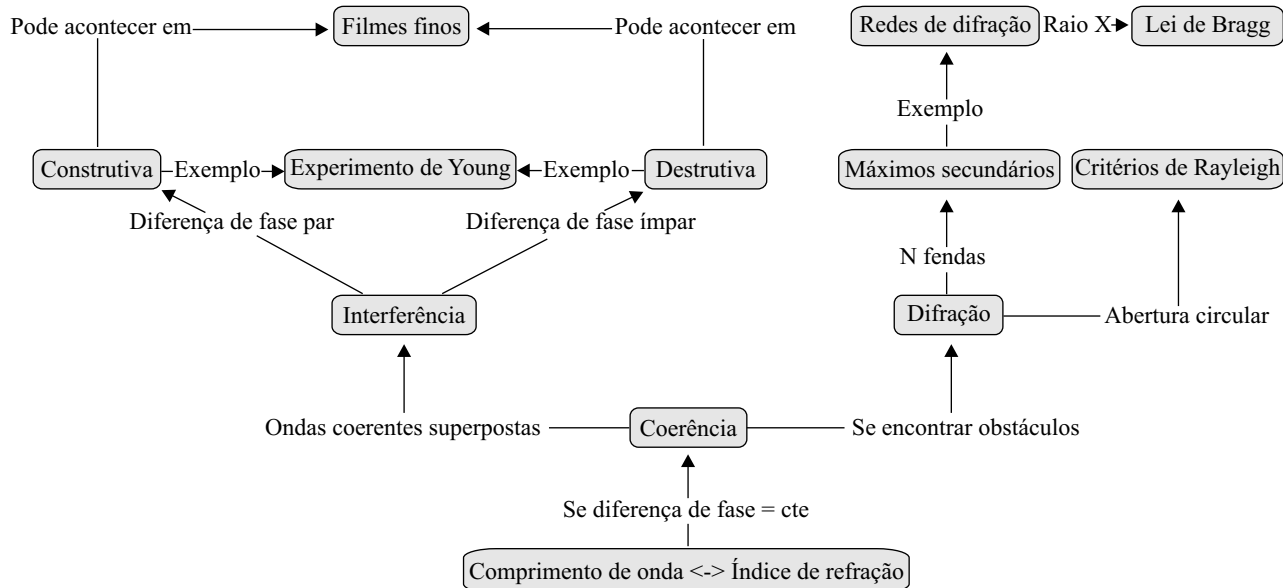 Pode acontecer em
Filmes finos
Pode acontecer em
Redes de difração
Raio X
Lei de Bragg
Exemplo
Construtiva
Exemplo
Experimento de Young
Exemplo
Destrutiva
Máximos secundários
Critérios de Rayleigh
Diferença de fase par
Diferença de fase ímpar
N fendas
Interferência
Difração
Abertura circular
Ondas coerentes superpostas
Coerência
Se encontrar obstáculos
Se diferença de fase = cte
Comprimento de onda <-> Índice de refração